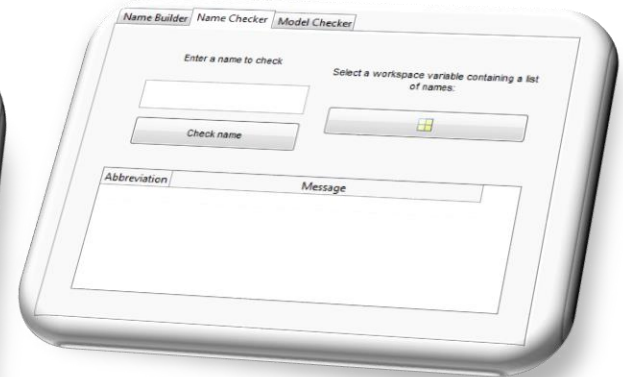 Name Builder Name Checker Model Checker
Enter a name to check
Select a workspace variable containing a list
of names:
Check name
Abbreviation Message